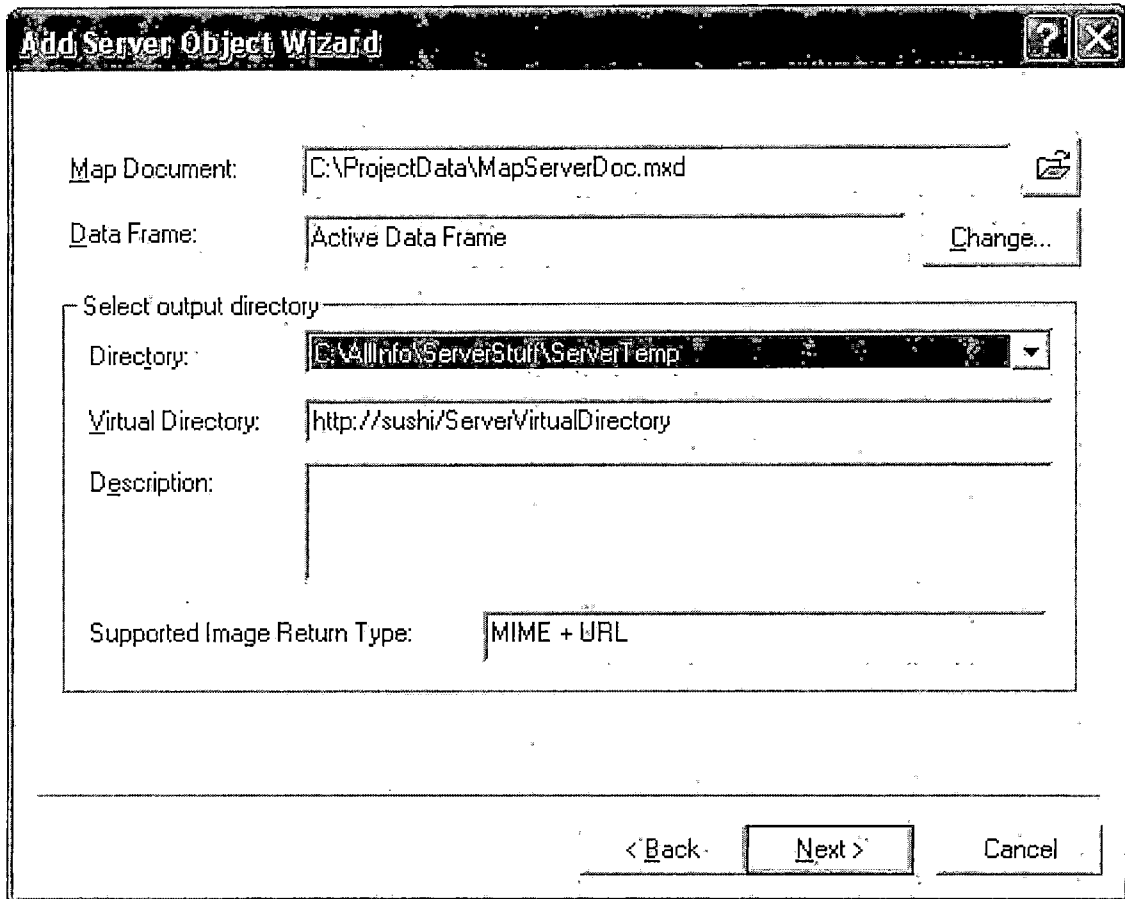 Add Server Object Wizard
Map Document: C:\ProjectData\MapServerDoc.mxd
Data Frame: Active Data Frame Change...
Select output directory
Directory: C:\AllInfo\ServerStuff\ServerTemp
Virtual Directory: http://sushi/ServerVirtualDirectory
Description:
Supported Image Return Type: MIME + URL
< Back Next > Cancel